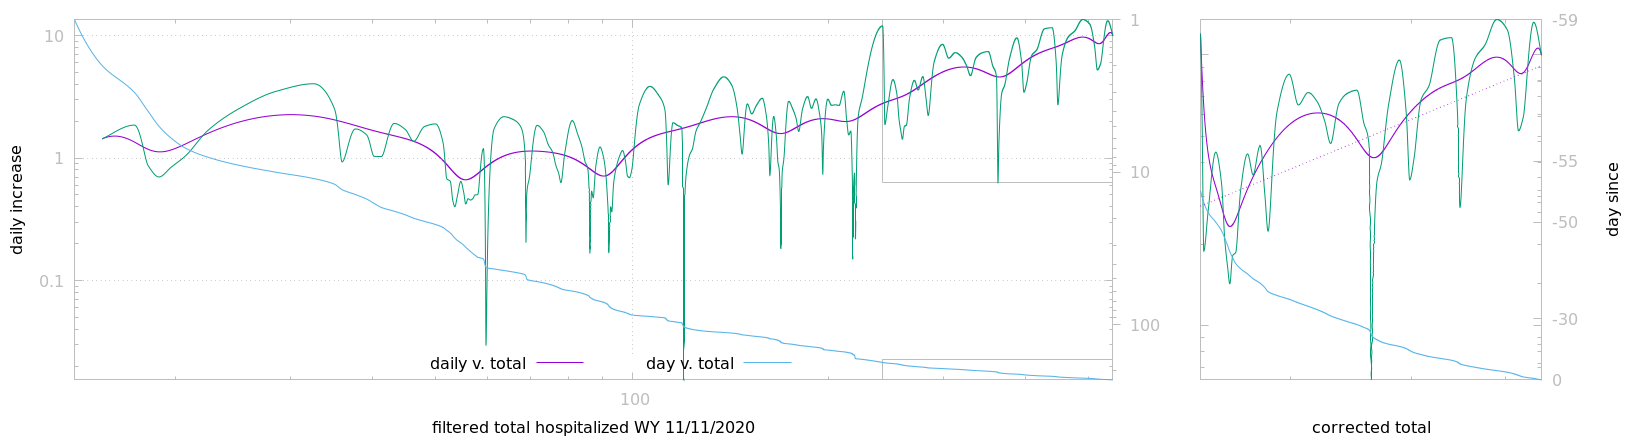 10
1
0.1
daily increase
daily v. total
day v. total
100
filtered total hospitalized WY 11/11/2020
1
10
100
-59
-55
-50
-30
0
day since
corrected total